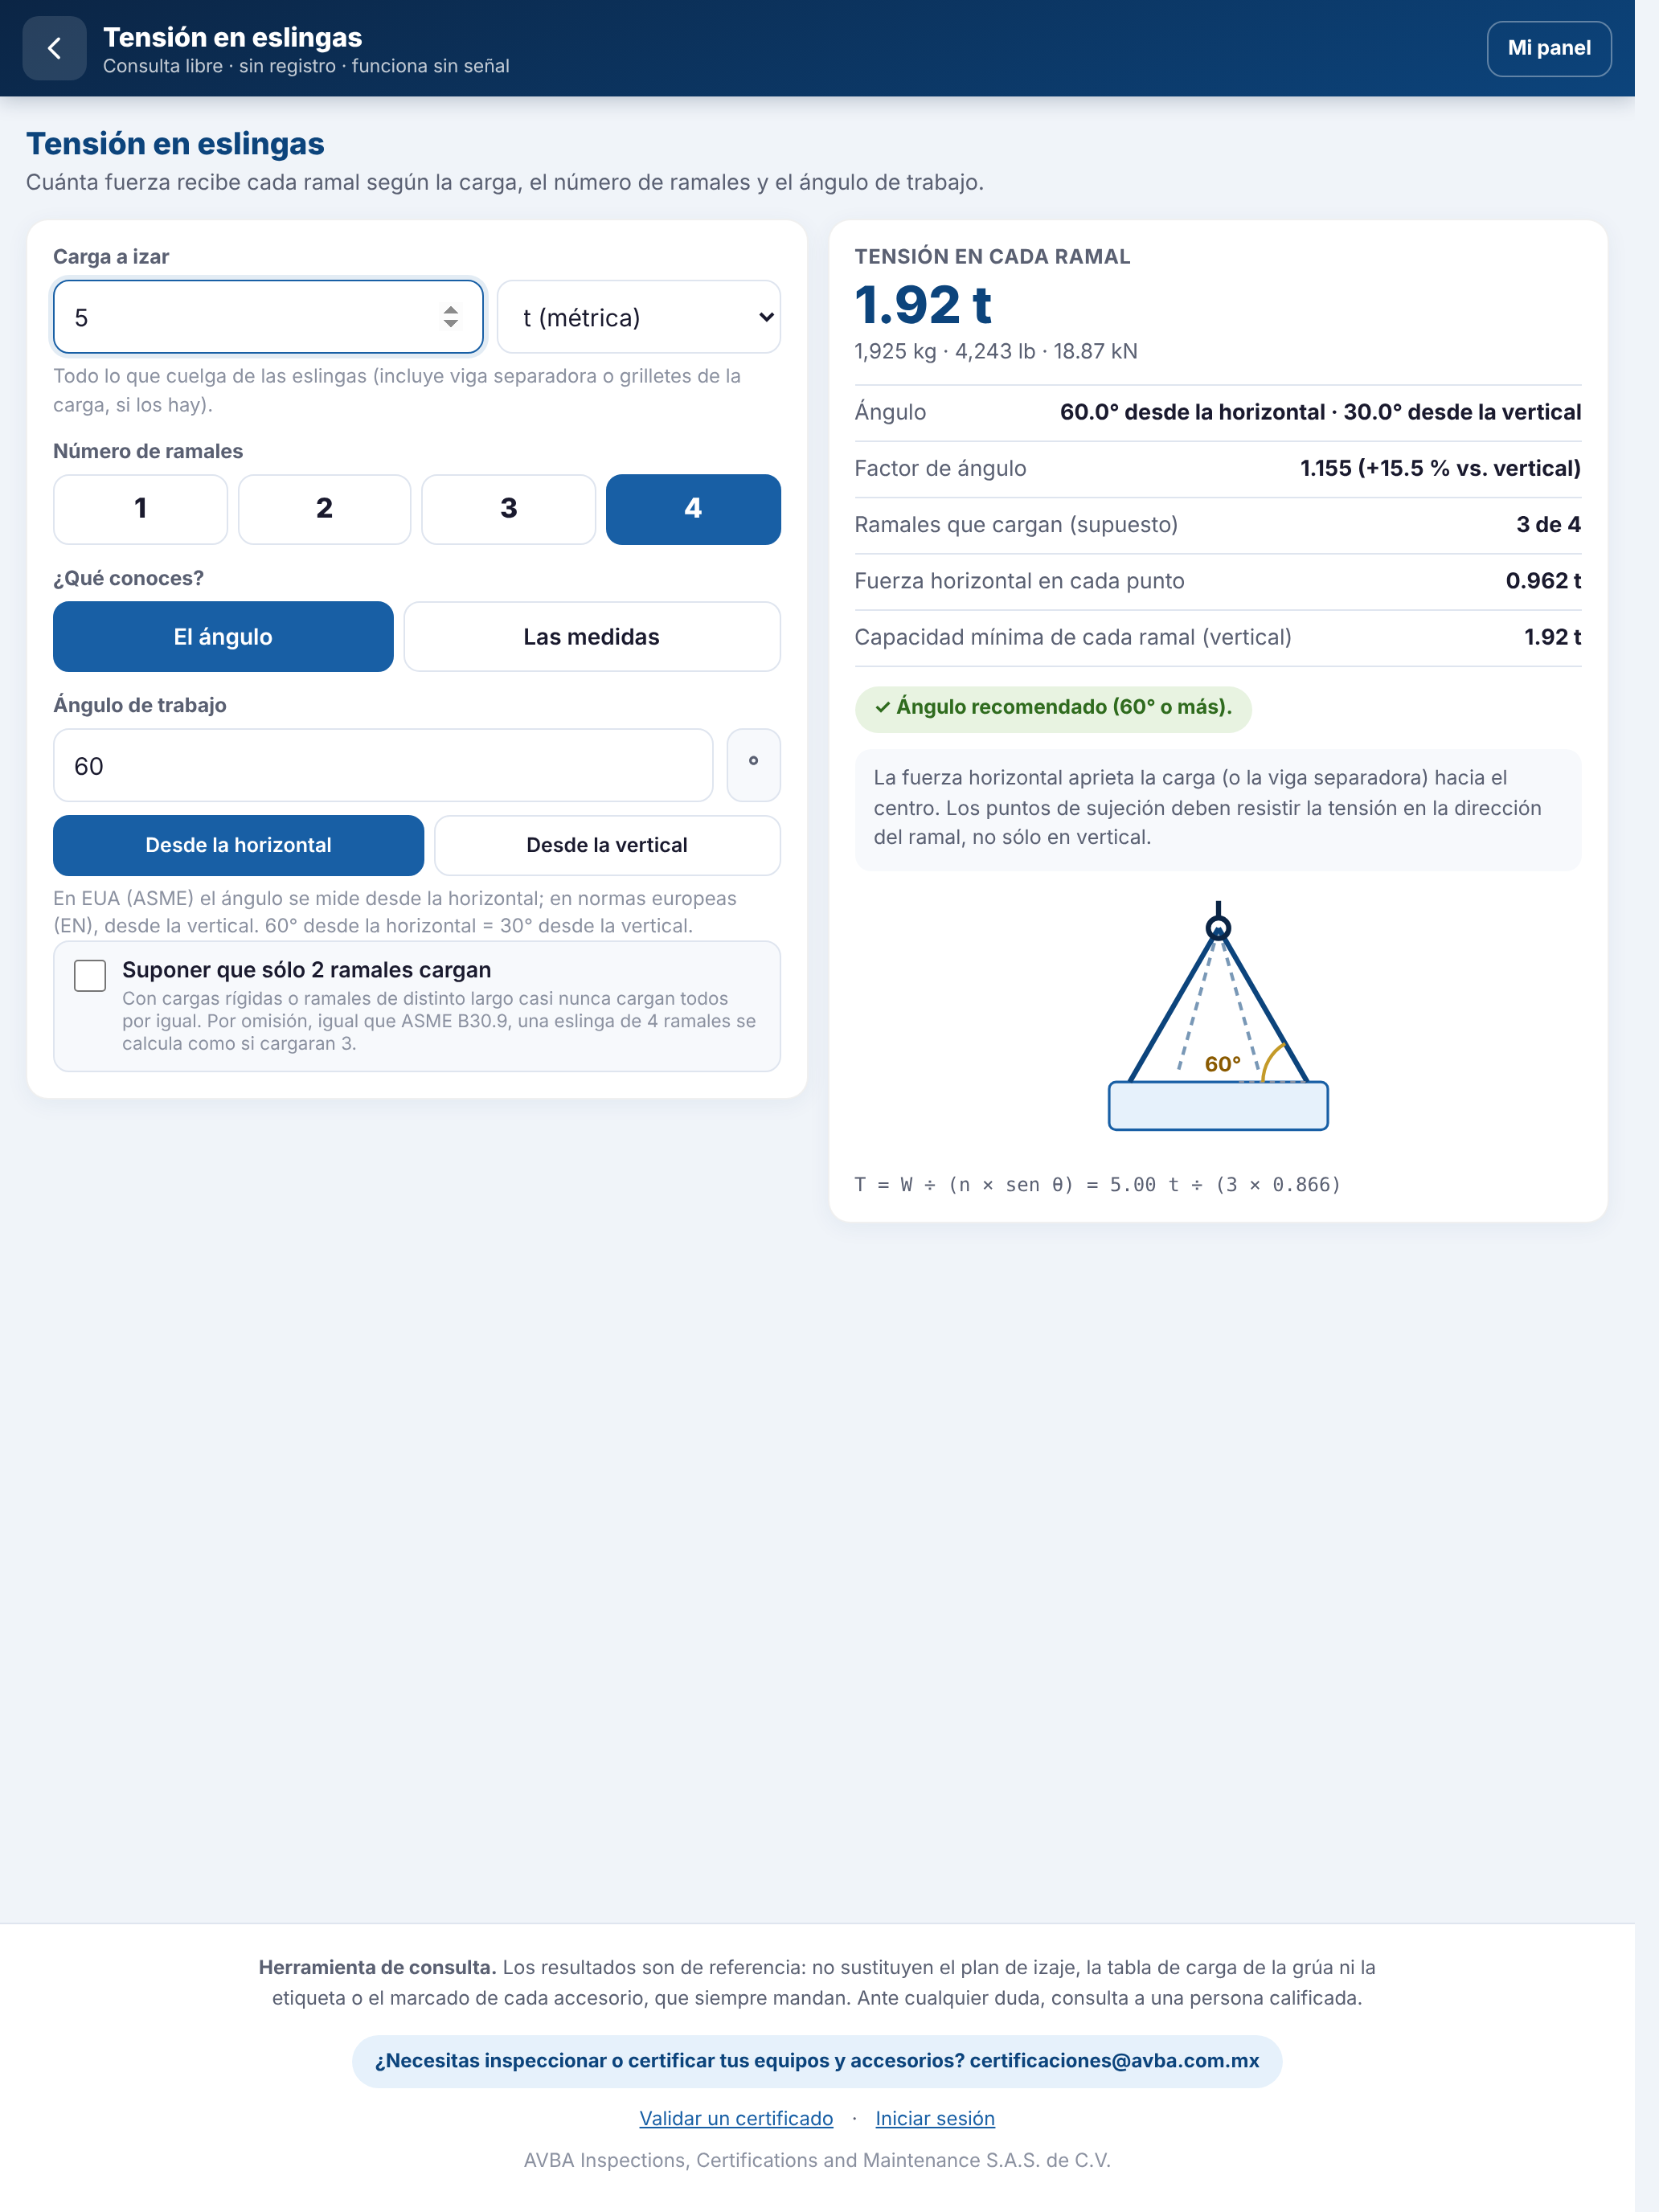 Tensión en eslingas
Consulta libre · sin registro · funciona sin señal
Mi panel
Tensión en eslingas
Cuánta fuerza recibe cada ramal según la carga, el número de ramales y el ángulo de trabajo.
Carga a izar
5
t (métrica)
Todo lo que cuelga de las eslingas (incluye viga separadora o grilletes de la
carga, si los hay).
Número de ramales
1
2
3
4
¿Qué conoces?
El ángulo
Las medidas
Ángulo de trabajo
60
°
Desde la horizontal
Desde la vertical
En EUA (ASME) el ángulo se mide desde la horizontal; en normas europeas
(EN), desde la vertical. 60° desde la horizontal = 30° desde la vertical.
Suponer que sólo 2 ramales cargan
Con cargas rígidas o ramales de distinto largo casi nunca cargan todos
por igual. Por omisión, igual que ASME B30.9, una eslinga de 4 ramales se
calcula como si cargaran 3.
TENSIÓN EN CADA RAMAL
1.92 t
1,925 kg · 4,243 lb · 18.87 kN
Ángulo 60.0° desde la horizontal · 30.0° desde la vertical
Factor de ángulo 1.155 (+15.5 % vs. vertical)
Ramales que cargan (supuesto) 3 de 4
Fuerza horizontal en cada punto 0.962 t
Capacidad mínima de cada ramal (vertical) 1.92 t
✓ Ángulo recomendado (60° o más).
La fuerza horizontal aprieta la carga (o la viga separadora) hacia el
centro. Los puntos de sujeción deben resistir la tensión en la dirección
del ramal, no sólo en vertical.
60°
T = W ÷ (n × sen θ) = 5.00 t ÷ (3 × 0.866)
Herramienta de consulta. Los resultados son de referencia: no sustituyen el plan de izaje, la tabla de carga de la grúa ni la
etiqueta o el marcado de cada accesorio, que siempre mandan. Ante cualquier duda, consulta a una persona calificada.
¿Necesitas inspeccionar o certificar tus equipos y accesorios? certificaciones@avba.com.mx
Validar un certificado · Iniciar sesión
AVBA Inspections, Certifications and Maintenance S.A.S. de C.V.